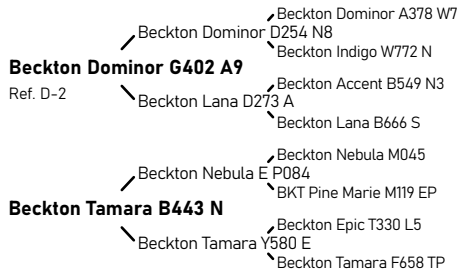 Beckton Dominor A378 W7
Beckton Dominor D254 N8
Beckton Indigo W772 N
Beckton Dominor G402 A9
Ref. D-2
Beckton Accent B549 N3
Beckton Lana D273 A
Beckton Lana B666 S
Beckton Nebula M045
Beckton Nebula E P084
BKT Pine Marie M119 EP
Beckton Tamara B443 N
Beckton Epic T330 L5
Beckton Tamara Y580 E
Beckton Tamara F658 TP